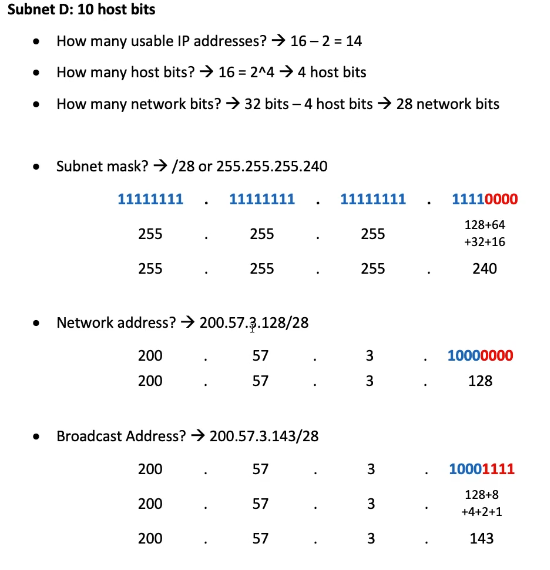 Subnet D: 10 host bits
• How many usable IP addresses? → 16 – 2 = 14
• How many host bits? → 16 = 2^4 → 4 host bits
• How many network bits? → 32 bits – 4 host bits → 28 network bits
• Subnet mask? → /28 or 255.255.255.240
11111111 . 11111111 . 11111111 . 11110000
255 . 255 . 255 128+64
+32+16
255 . 255 . 255 . 240
• Network address? → 200.57.3.128/28
200 . 57 . 3 . 10000000
200 . 57 . 3 . 128
• Broadcast Address? → 200.57.3.143/28
200 . 57 . 3 . 10001111
200 . 57 . 3 . 128+8
+4+2+1
200 . 57 . 3 . 143